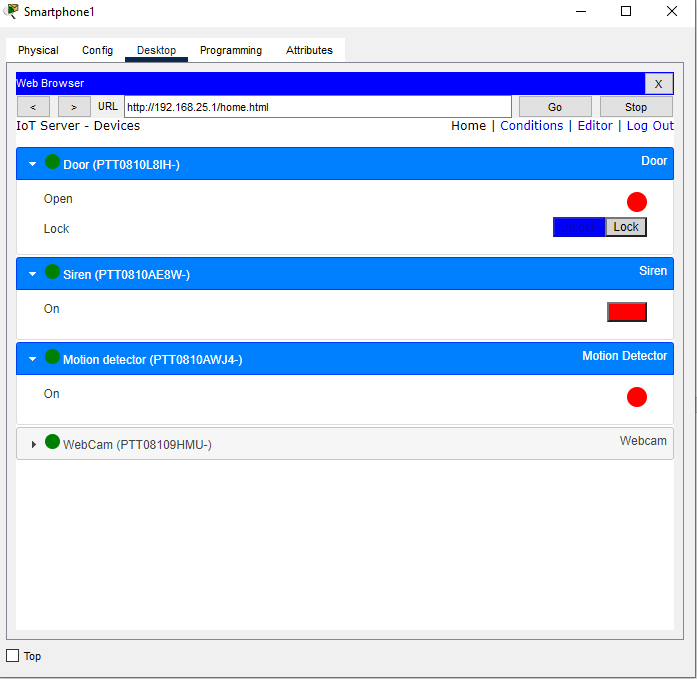 Smartphone1
Physical Config Desktop Programming Attributes
Web Browser X
< > URL http://192.168.25.1/home.html Go Stop
IoT Server - Devices Home | Conditions | Editor | Log Out
Door (PTT0810L8IH-) Door
Open
Lock Unlock Lock
Siren (PTT0810AE8W-) Siren
On
Motion detector (PTT0810AWJ4-) Motion Detector
On
WebCam (PTT08109HMU-) Webcam
Top